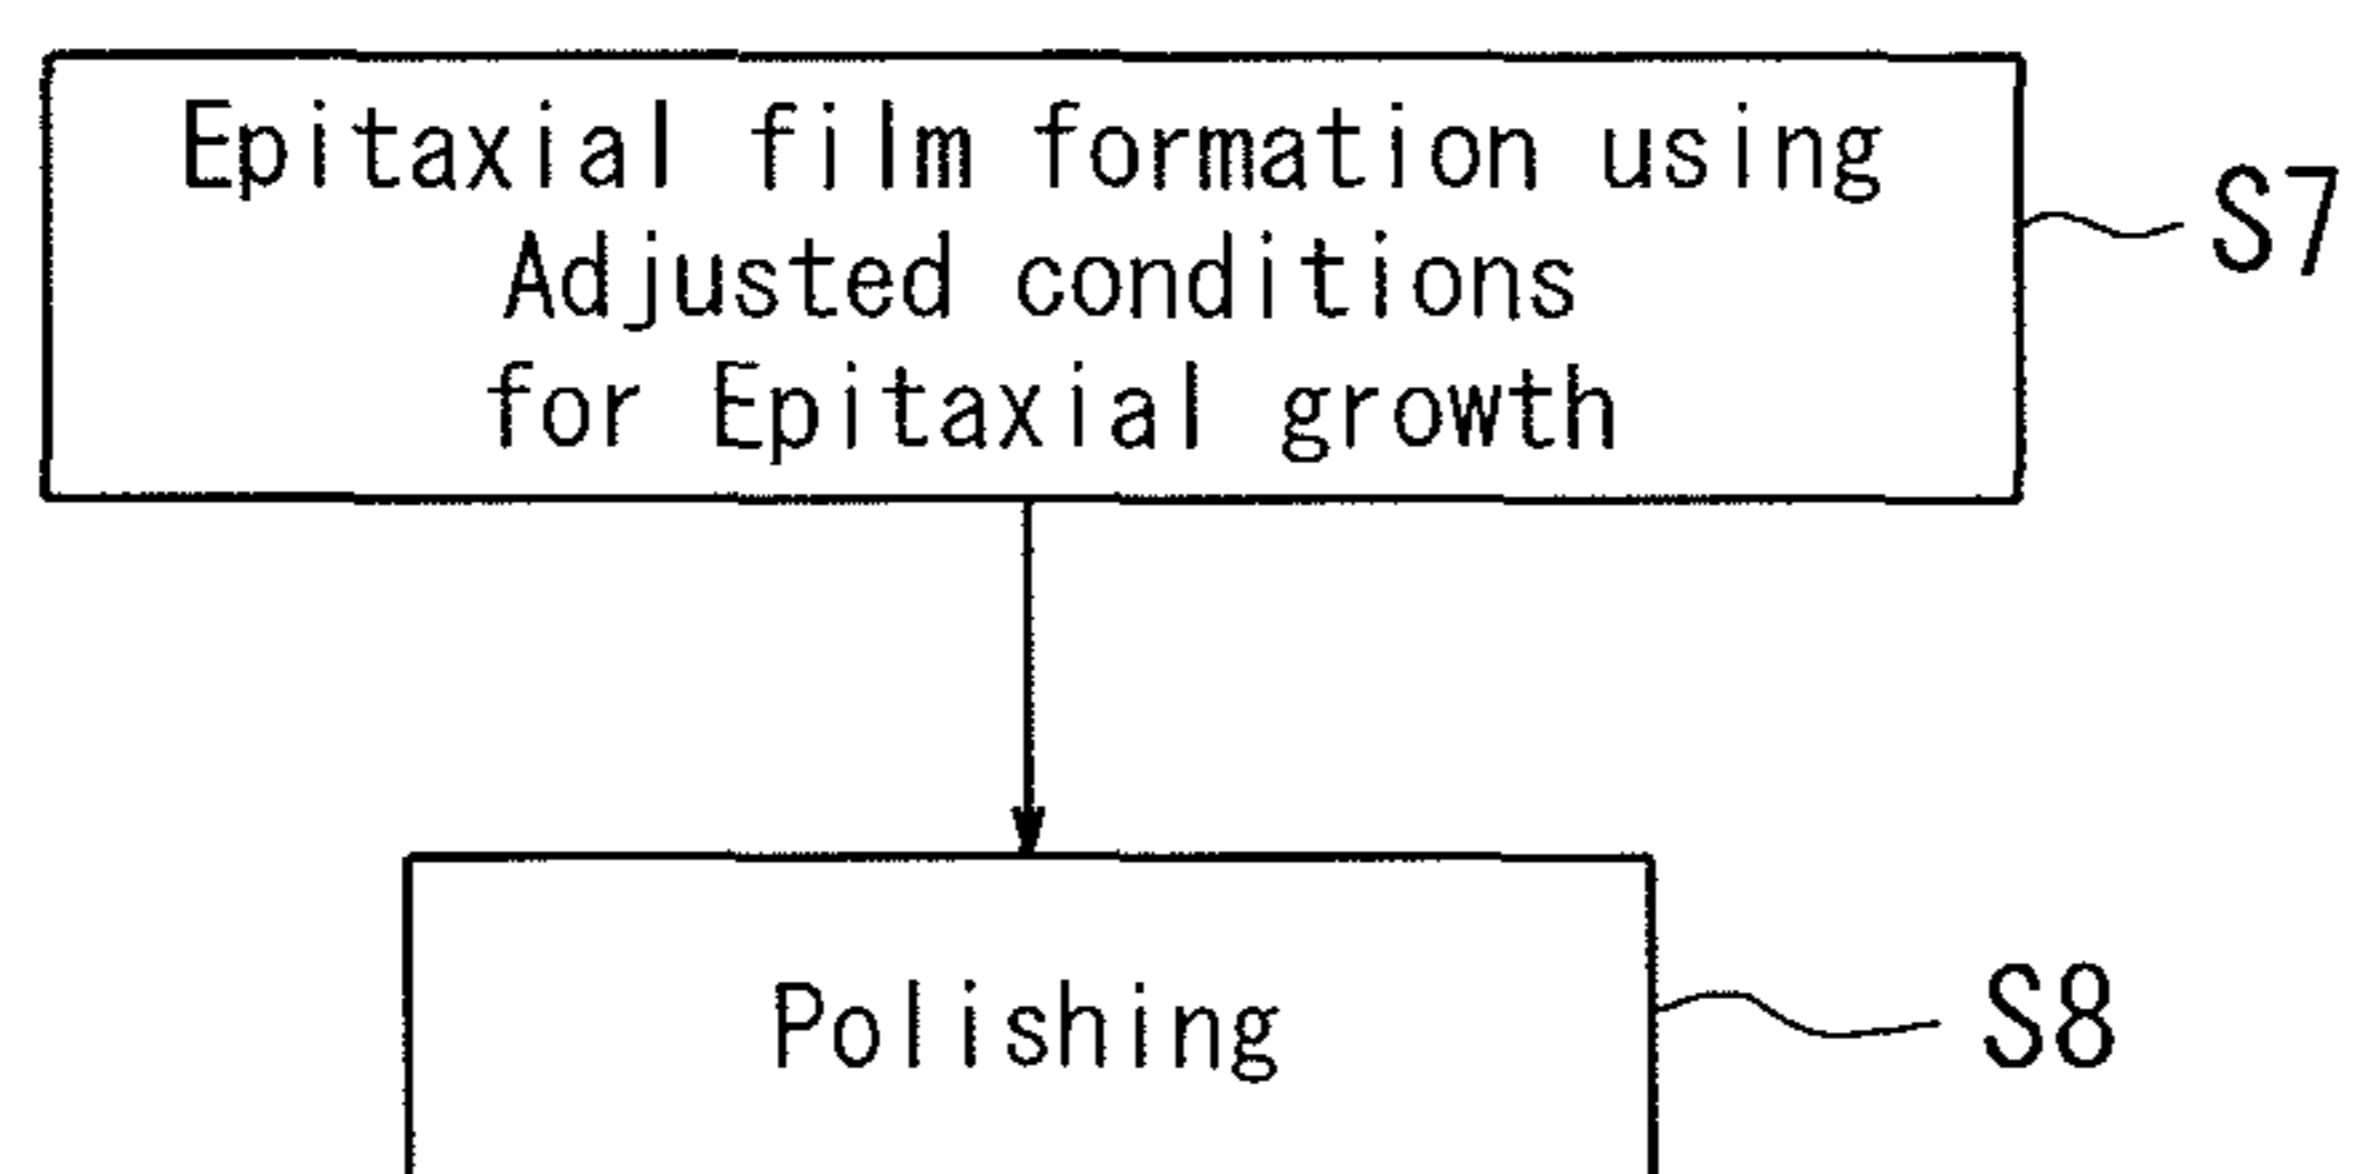 Epitaxial film formation using
Adjusted conditions
for Epitaxial growth
S7
Polishing
S8